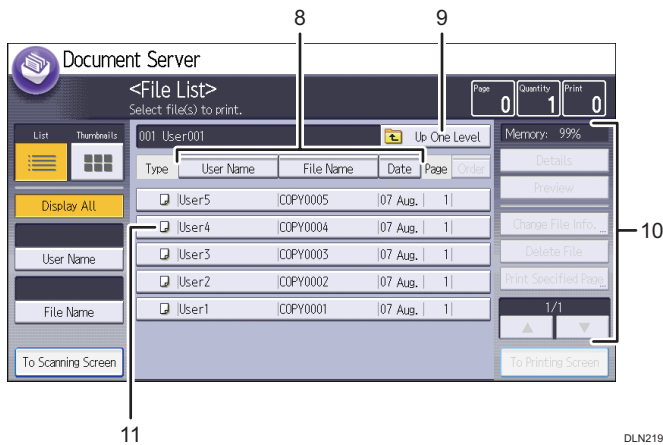 8
9
Document Server
<File List>
Select file(s) to print.
Page
0
Quantity
1
Print
0
List
Thumbnails
001 User001
Up One Level
Memory: 99%
Type
User Name
File Name
Date
Page
Order
Details
Preview
Display All
User5
COPY0005
07 Aug.
1
User4
COPY0004
07 Aug.
1
Change File Info.
10
User Name
User3
COPY0003
07 Aug.
1
Delete File
User2
COPY0002
07 Aug.
1
Print Specified Page
File Name
User1
COPY0001
07 Aug.
1
1/1
To Scanning Screen
To Printing Screen
11
DLN219